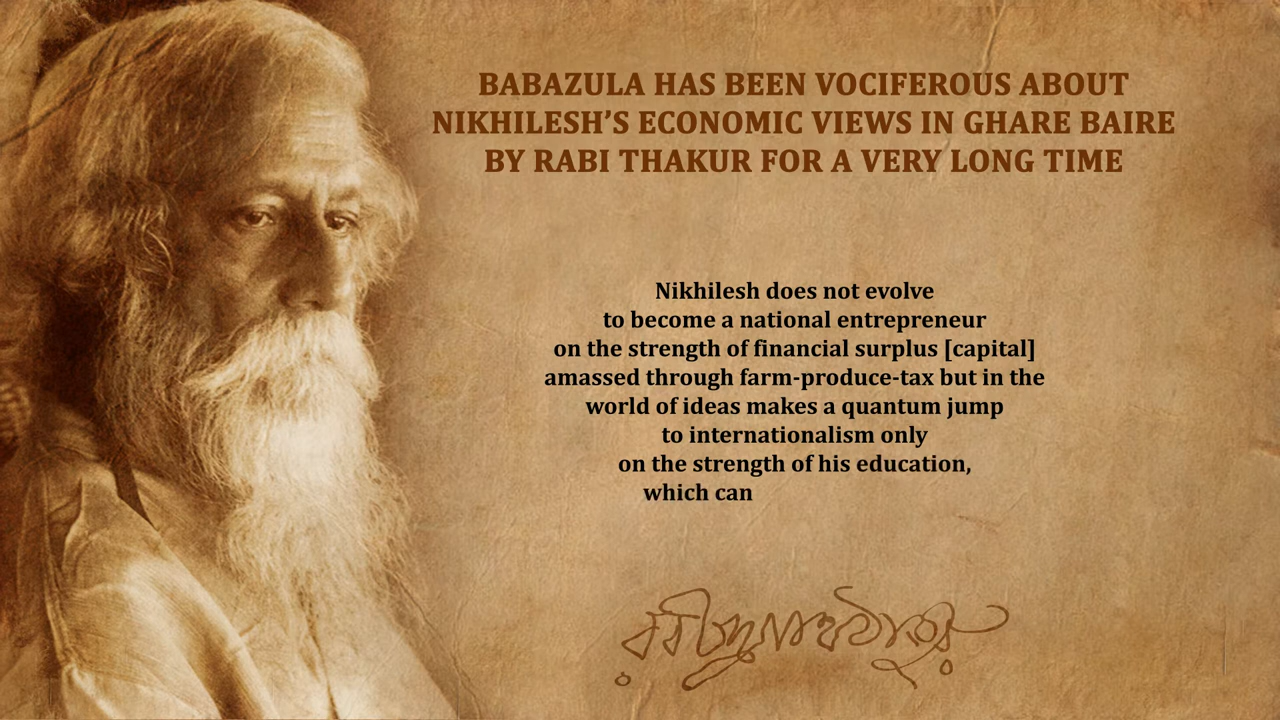 BABAZULA HAS BEEN VOCIFEROUS ABOUT
NIKHILESH’S ECONOMIC VIEWS IN GHARE BAIRE
BY RABI THAKUR FOR A VERY LONG TIME
Nikhilesh does not evolve
to become a national entrepreneur
on the strength of financial surplus [capital]
amassed through farm-produce-tax but in the
world of ideas makes a quantum jump
to internationalism only
on the strength of his education,
which can
রবীন্দ্রনাথ ঠাকুর